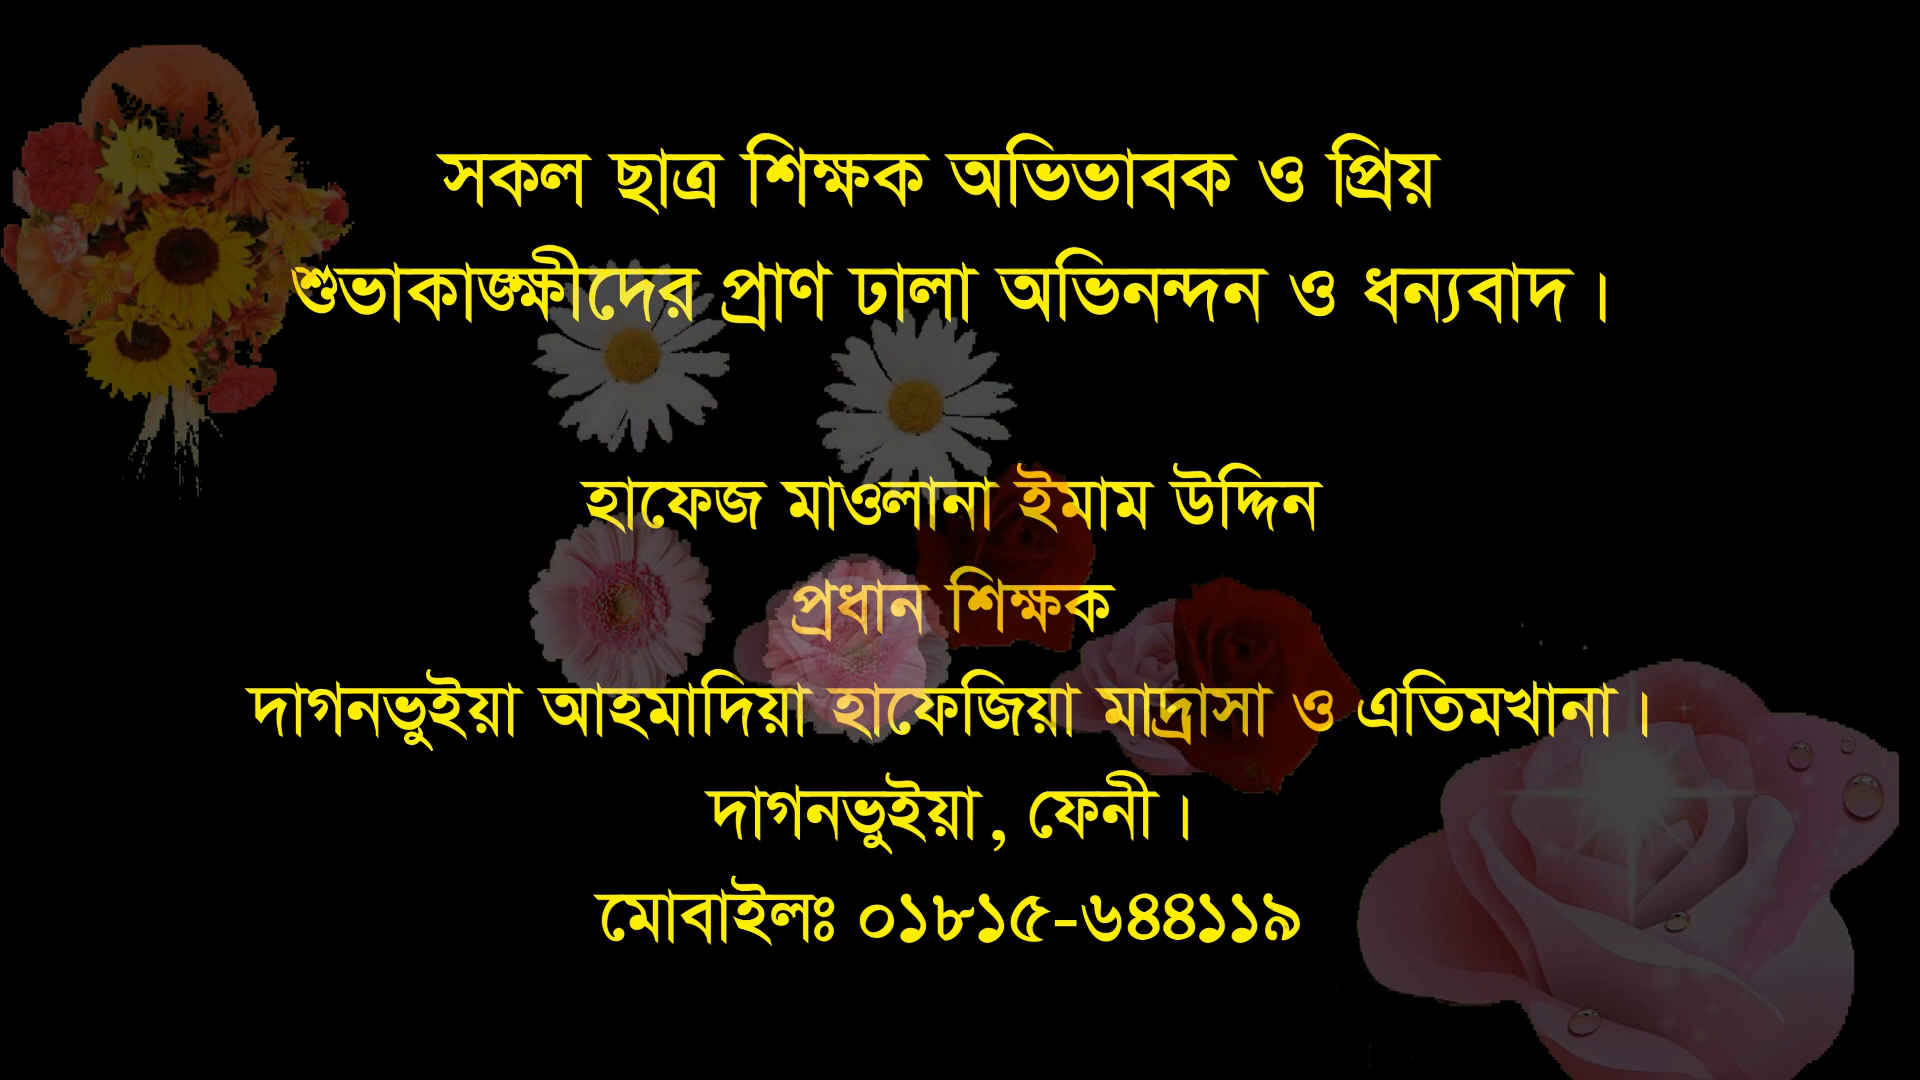 সকল ছাত্র শিক্ষক অভিভাবক ও প্রিয়
শুভাকাঙ্ক্ষীদের প্রাণ ঢালা অভিনন্দন ও ধন্যবাদ।
হাফেজ মাওলানা ইমাম উদ্দিন
প্রধান শিক্ষক
দাগনভুইয়া আহমাদিয়া হাফেজিয়া মাদ্রাসা ও এতিমখানা।
দাগনভুইয়া, ফেনী।
মোবাইলঃ ০১৮১৫-৬৪৪১১৯